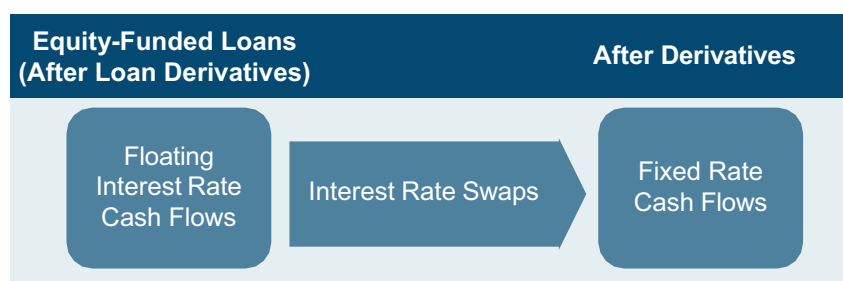 Equity-Funded Loans
(After Loan Derivatives)
After Derivatives
Floating
Interest Rate
Cash Flows
Interest Rate Swaps
Fixed Rate
Cash Flows